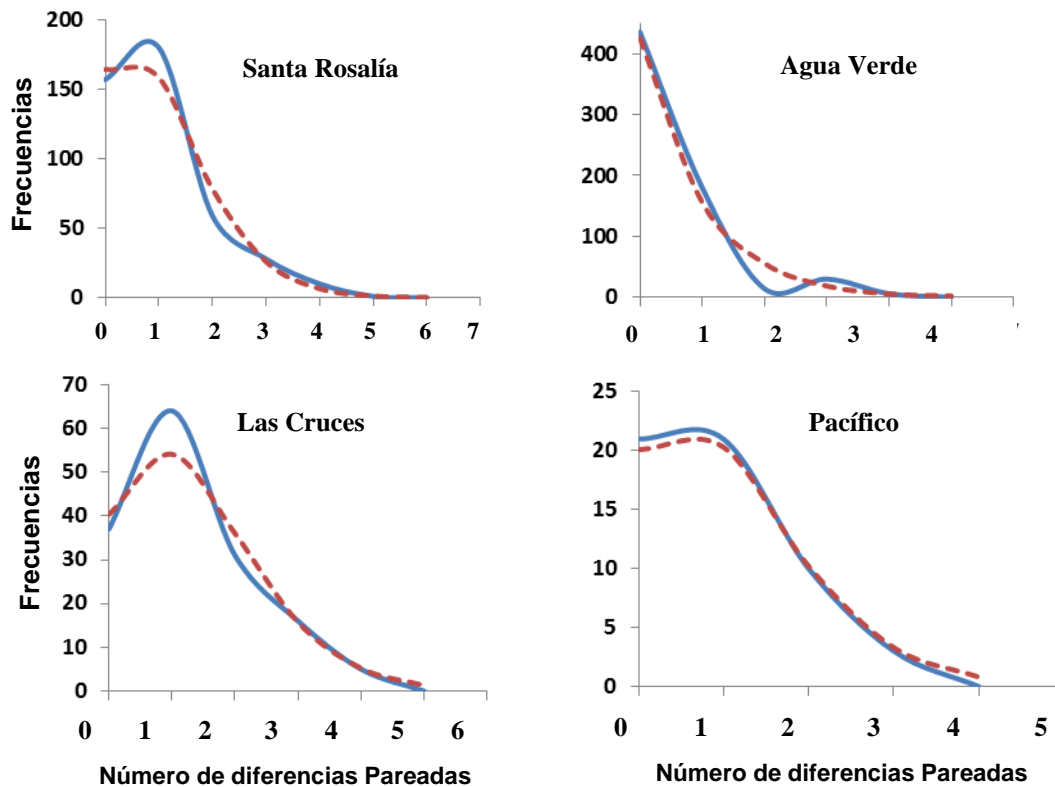 Santa Rosalía
Frecuencias
200
150
100
50
0
0 1 2 3 4 5 6 7
Agua Verde
400
300
200
100
0
0 1 2 3 4
Las Cruces
Frecuencias
70
60
50
40
30
20
10
0
0 1 2 3 4 5 6
Número de diferencias Pareadas
Pacífico
25
20
15
10
5
0
0 1 2 3 4 5
Número de diferencias Pareadas